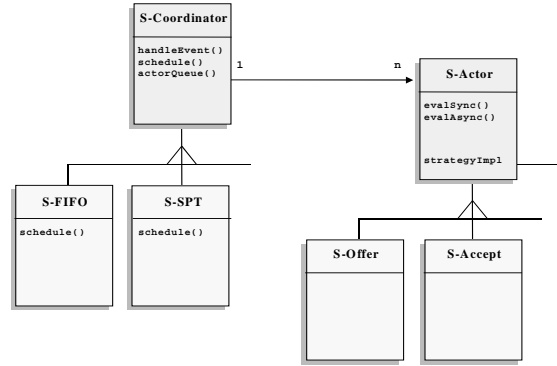 S-Coordinator
handleEvent()
schedule()
actorQueue()
1
n
S-Actor
evalSync()
evalAsync()
strategyImpl
S-FIFO
schedule()
S-SPT
schedule()
S-Offer
S-Accept